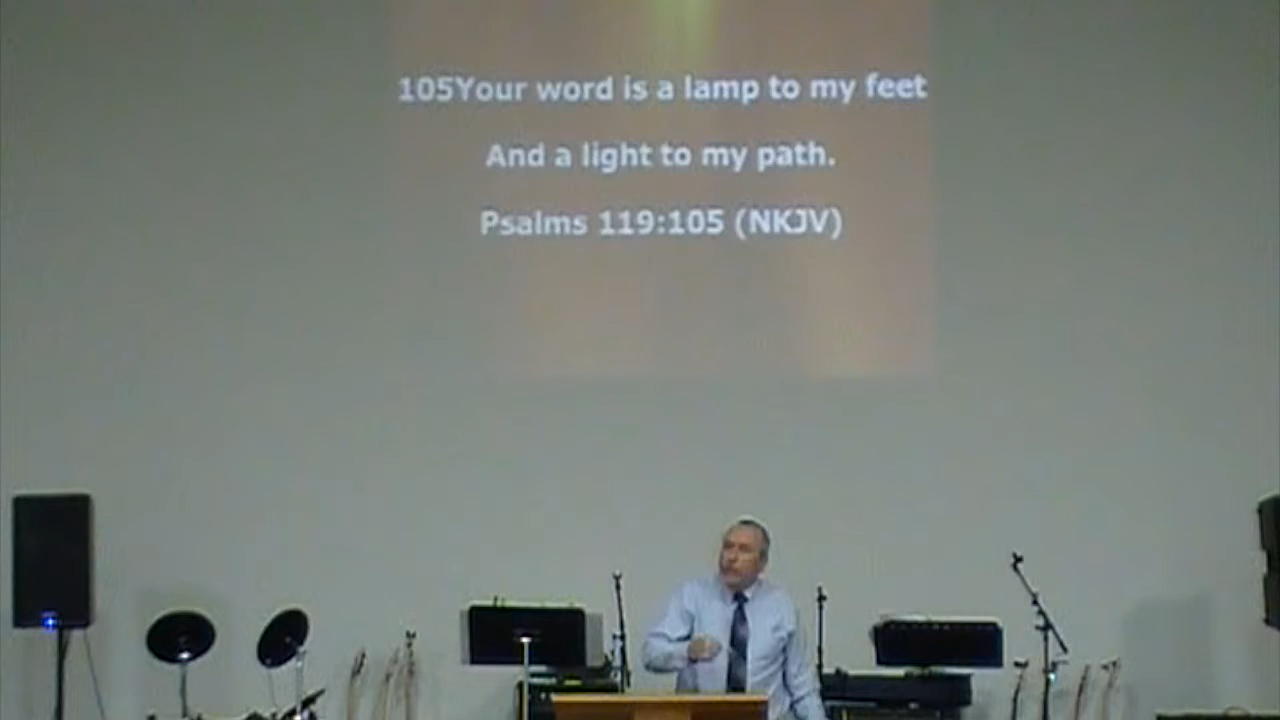 105Your word is a lamp to my feet
And a light to my path.
Psalms 119:105 (NKJV)